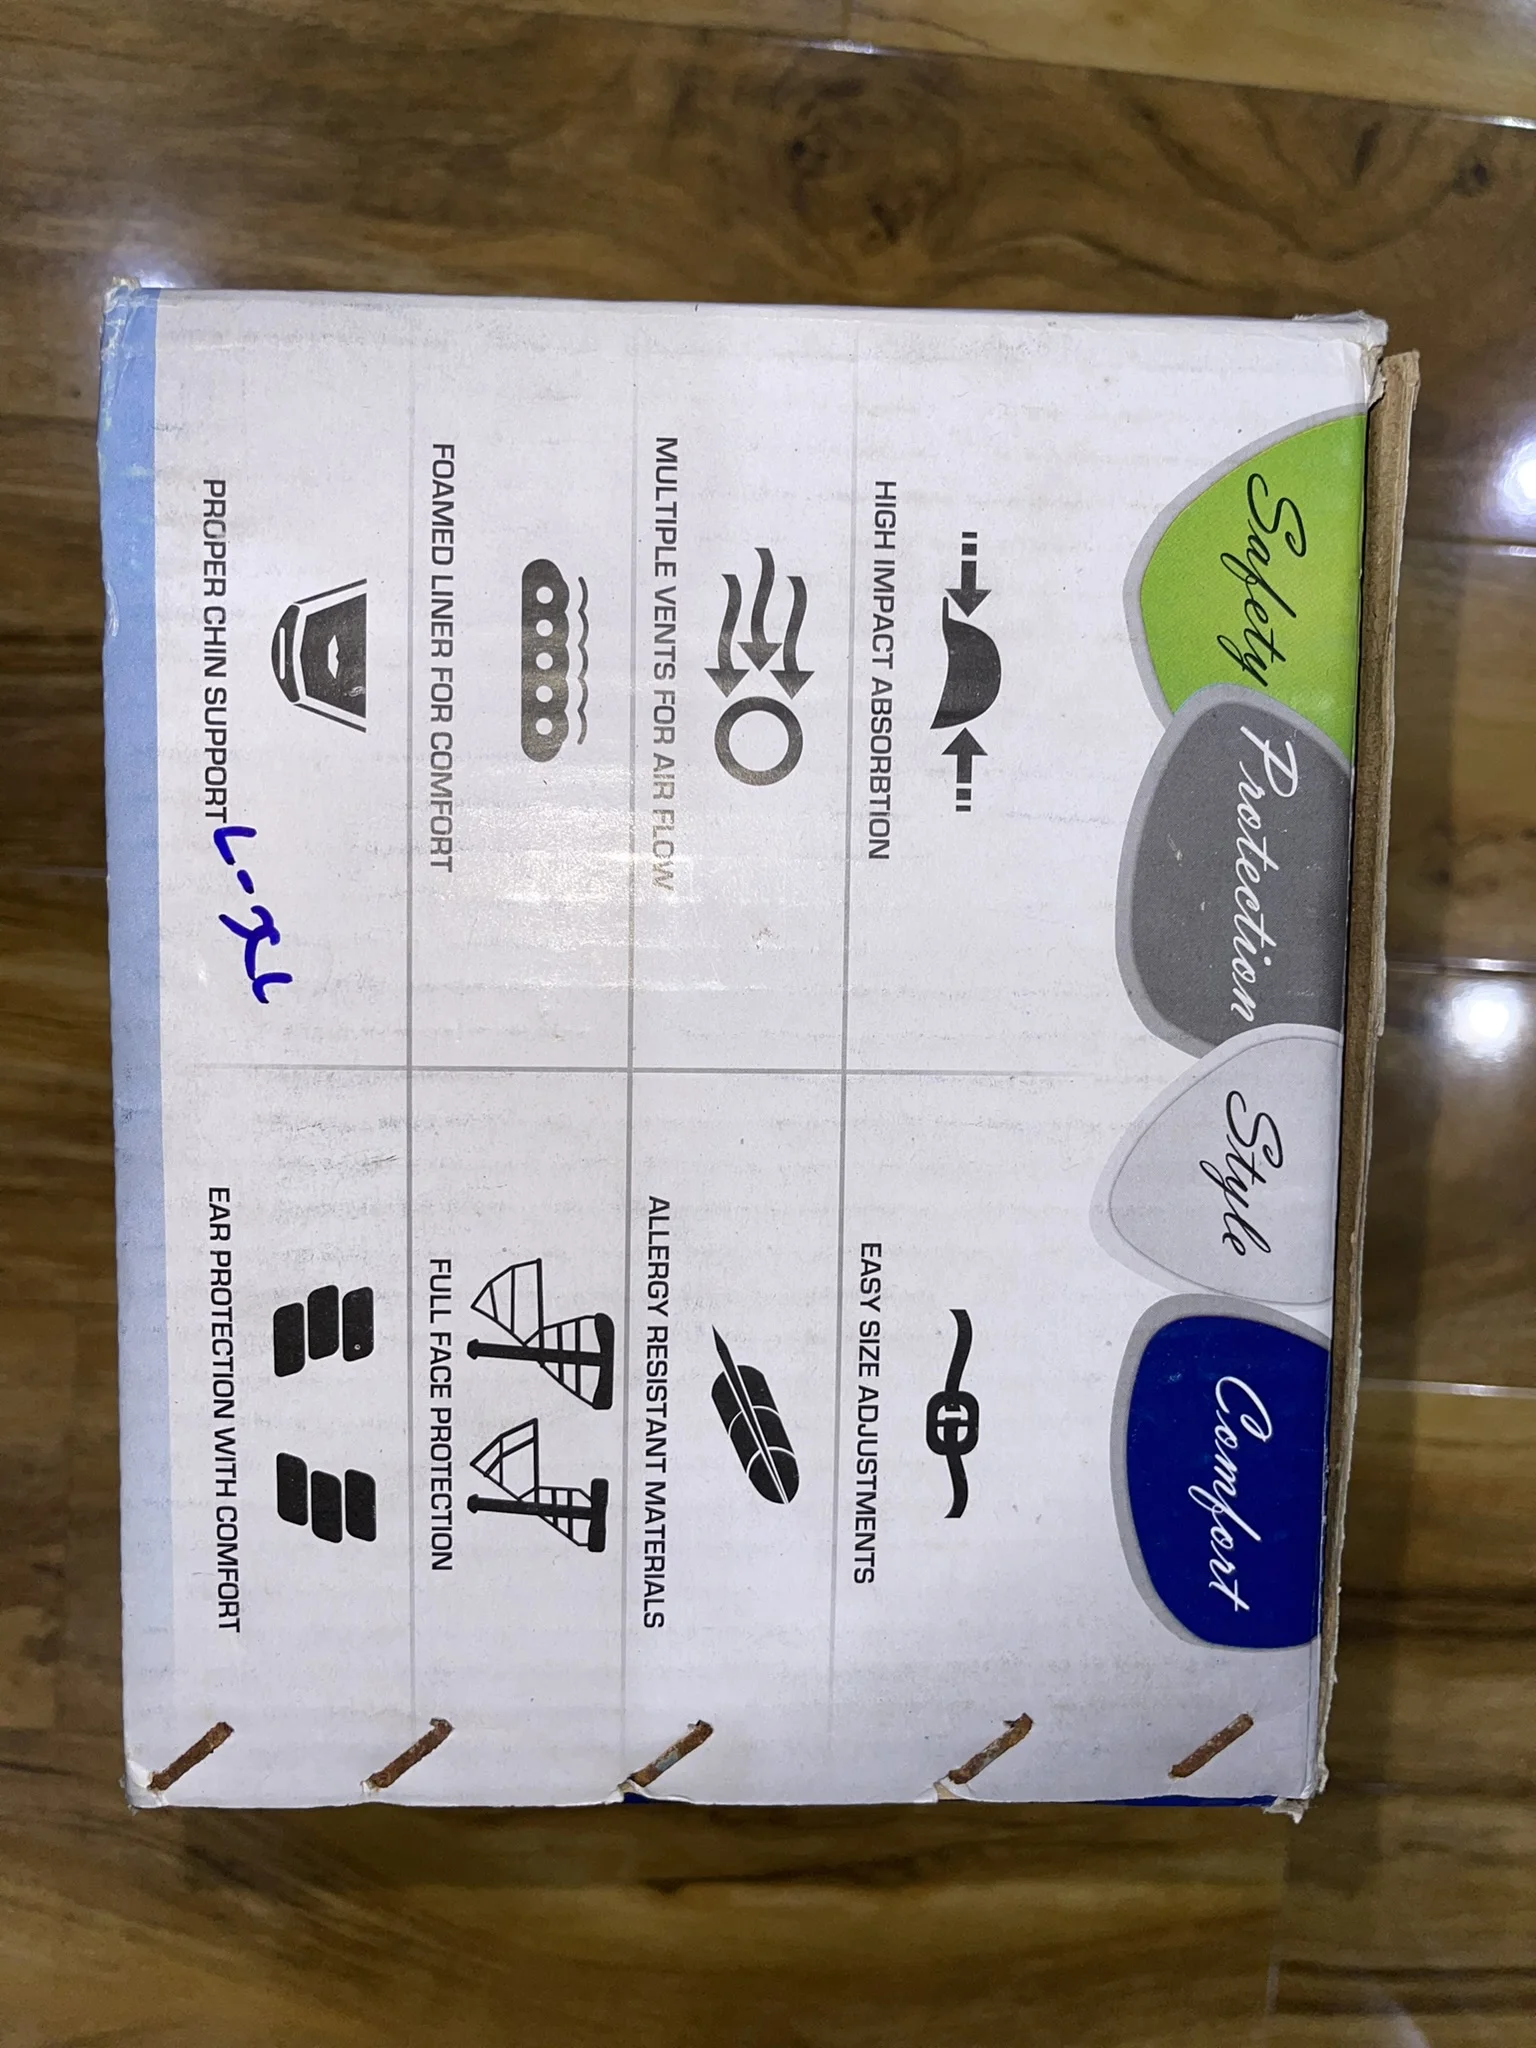 Safety
Protection
Style
Comfort
HIGH IMPACT ABSORBTION
EASY SIZE ADJUSTMENTS
MULTIPLE VENTS FOR AIR FLOW
ALLERGY RESISTANT MATERIALS
FOAMED LINER FOR COMFORT
FULL FACE PROTECTION
PROPER CHIN SUPPORT
EAR PROTECTION WITH COMFORT